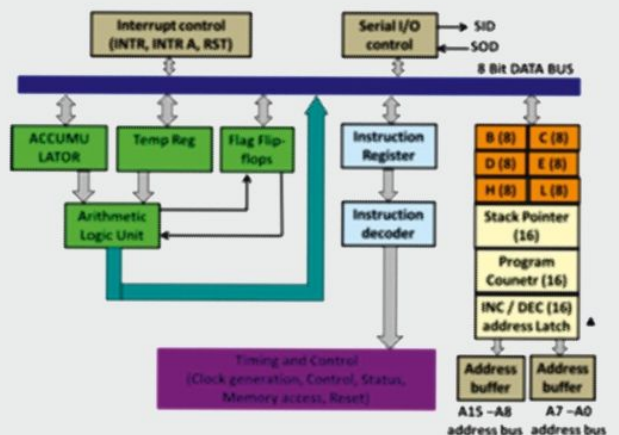 Interrupt control
(INTR, INTR A, RST)
Serial I/O
control
SID
SOD
8 Bit DATA BUS
ACCUMU
LATOR
Temp Reg
Flag Flip-
flops
Instruction
Register
B (8)
C (8)
D (8)
E (8)
H (8)
L (8)
Arithmetic
Logic Unit
Instruction
decoder
Stack Pointer
(16)
Program
Counetr (16)
INC / DEC (16)
address Latch
Timing and Control
(Clock generation, Control, Status,
Memory access, Reset)
Address
buffer
Address
buffer
A15 –A8
address bus
A7 –A0
address bus